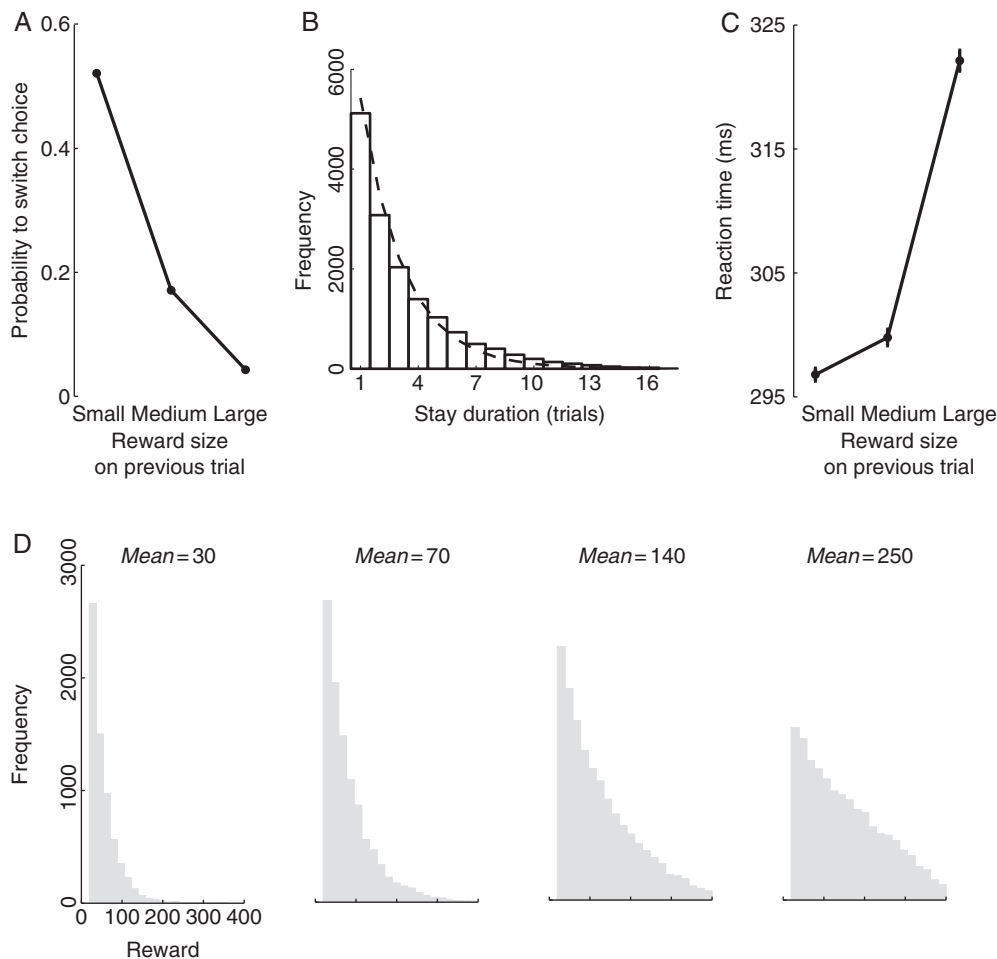 A
0.6
0.4
0.2
0
Probability to switch choice
Small Medium Large
Reward size
on previous trial
B
6000
4000
2000
0
Frequency
1 4 7 10 13 16
Stay duration (trials)
C
325
315
305
295
Reaction time (ms)
Small Medium Large
Reward size
on previous trial
D
Mean=30
Mean=70
Mean=140
Mean=250
3000
2000
1000
0
Frequency
0 100 200 300 400
Reward